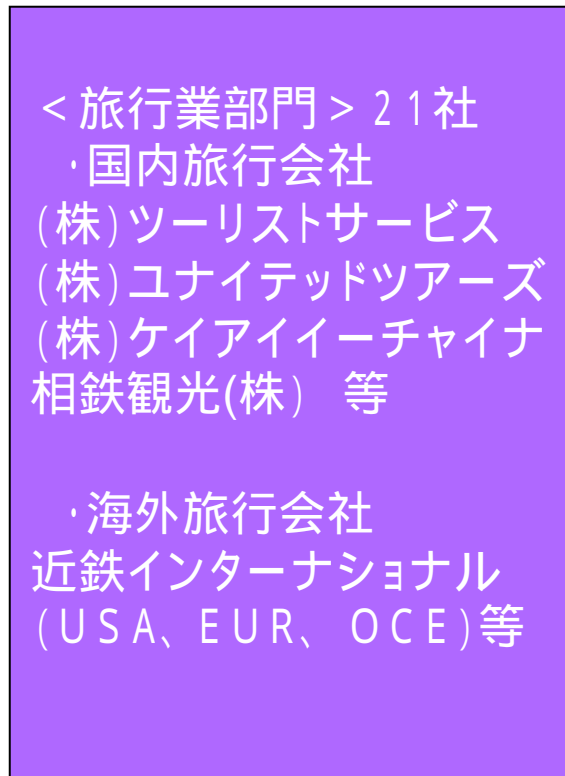 ＜旅行業部門＞２１社
・国内旅行会社
(株)ツーリストサービス
(株)ユナイテッドツアーズ
(株)ケイアイイーチャイナ
相鉄観光(株)　等
・海外旅行会社
近鉄インターナショナル
(ＵＳＡ、ＥＵＲ、ＯＣＥ)等